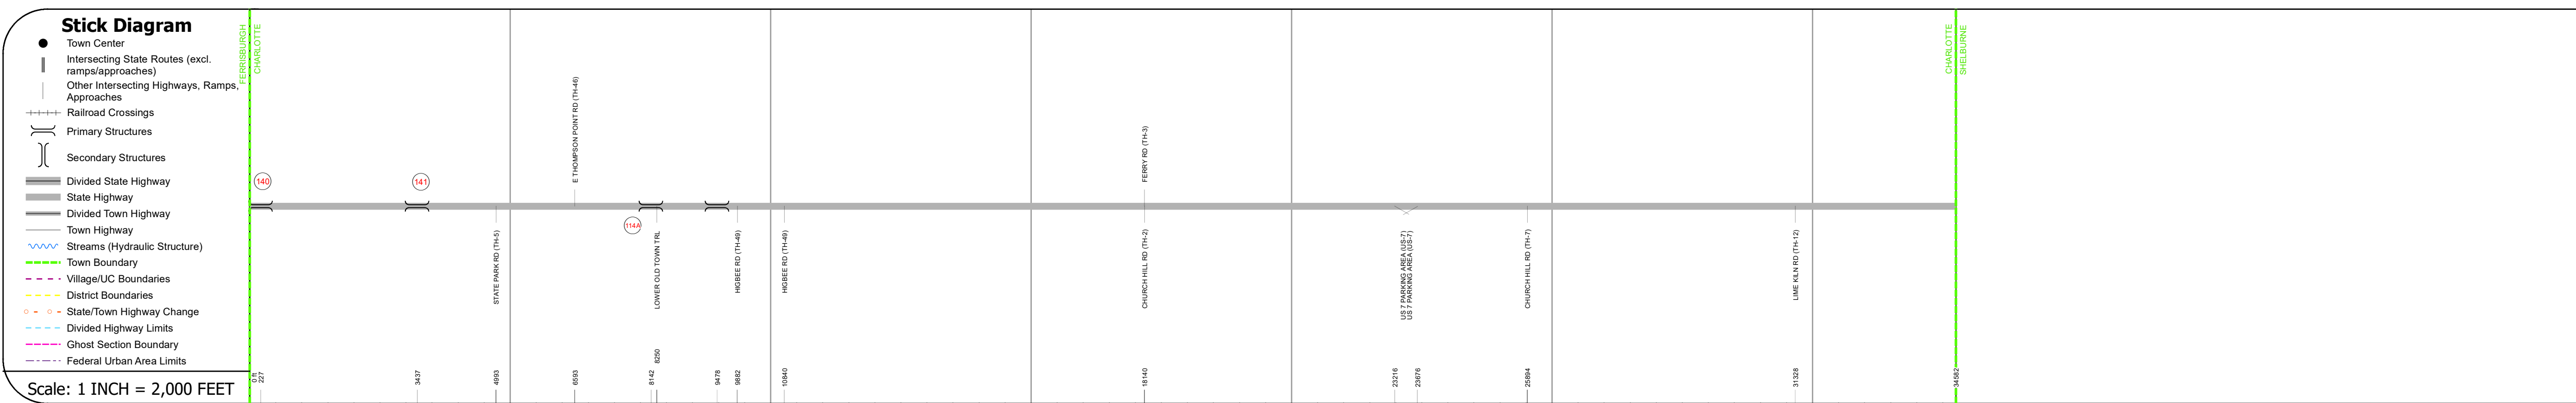 Stick Diagram
Town Center
Intersecting State Routes (excl.
ramps/approaches)
Other Intersecting Highways, Ramps,
Approaches
Railroad Crossings
Primary Structures
Secondary Structures
Divided State Highway
State Highway
Divided Town Highway
Town Highway
Streams (Hydraulic Structure)
Town Boundary
Village/UC Boundaries
District Boundaries
State/Town Highway Change
Divided Highway Limits
Ghost Section Boundary
Federal Urban Area Limits
Scale: 1 INCH = 2,000 FEET
FERRISBURGH
CHARLOTTE
140
141
STATE PARK RD (TH-5)
E THOMPSON POINT RD (TH-46)
114A
LOWER OLD TOWN TRL
HIGBEE RD (TH-49)
HIGBEE RD (TH-49)
FERRY RD (TH-3)
CHURCH HILL RD (TH-2)
US 7 PARKING AREA (US-7)
US 7 PARKING AREA (US-7)
CHURCH HILL RD (TH-7)
LIME KILN RD (TH-12)
CHARLOTTE
SHELBURNE
0 ft
227
3437
4993
6593
8142
8250
9478
9882
10840
18140
23216
23676
25894
31328
34582